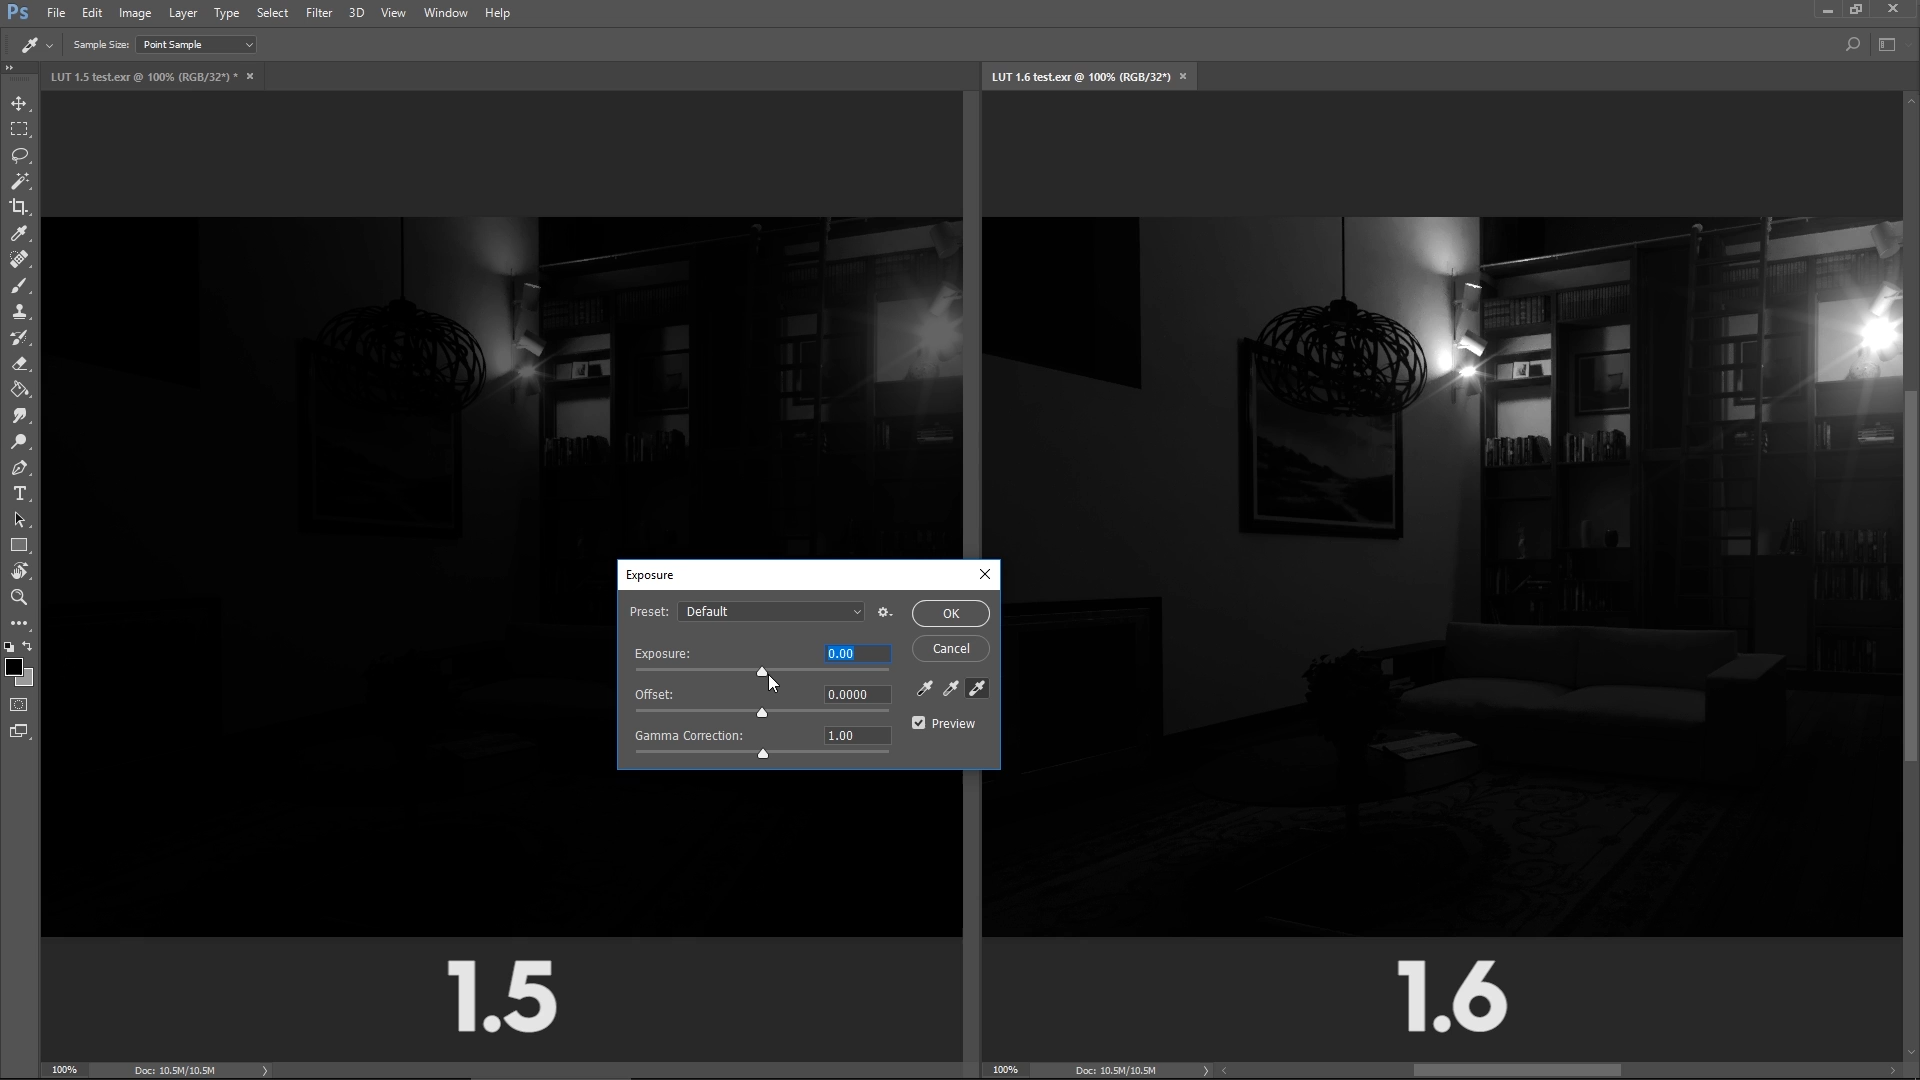 Ps File Edit Image Layer Type Select Filter 3D View Window Help
Sample Size: Point Sample
LUT 1.5 test.exr @ 100% (RGB/32*) *
LUT 1.6 test.exr @ 100% (RGB/32*)
Exposure
Preset: Default
OK
Exposure: 0.00
Cancel
Offset: 0.0000
Preview
Gamma Correction: 1.00
1.5
1.6
100% Doc: 10.5M/10.5M
100% Doc: 10.5M/10.5M